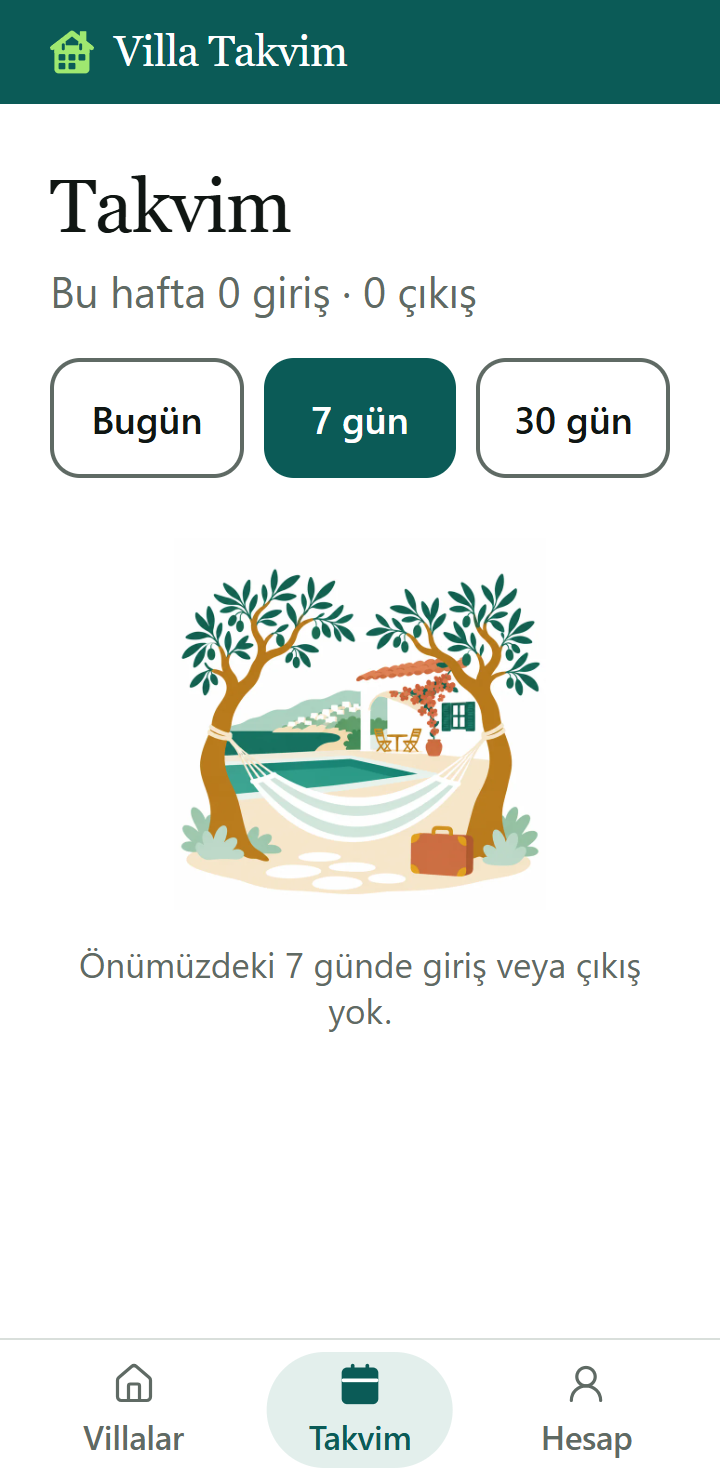 Villa Takvim
Takvim
Bu hafta 0 giriş · 0 çıkış
Bugün
7 gün
30 gün
Önümüzdeki 7 günde giriş veya çıkış
yok.
Villalar
Takvim
Hesap